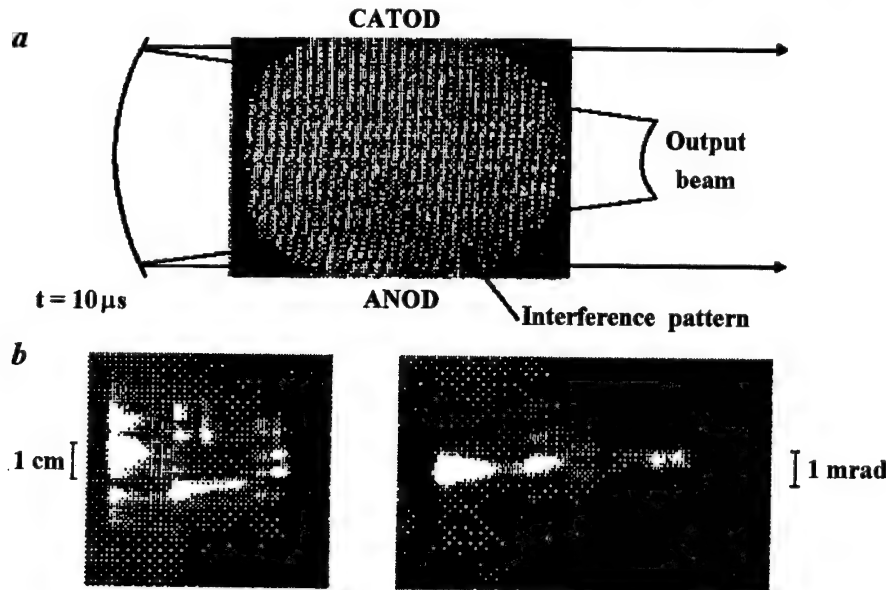 a
CATOD
Output
beam
t = 10 μs
ANOD
Interference pattern
b
1 cm
1 mrad